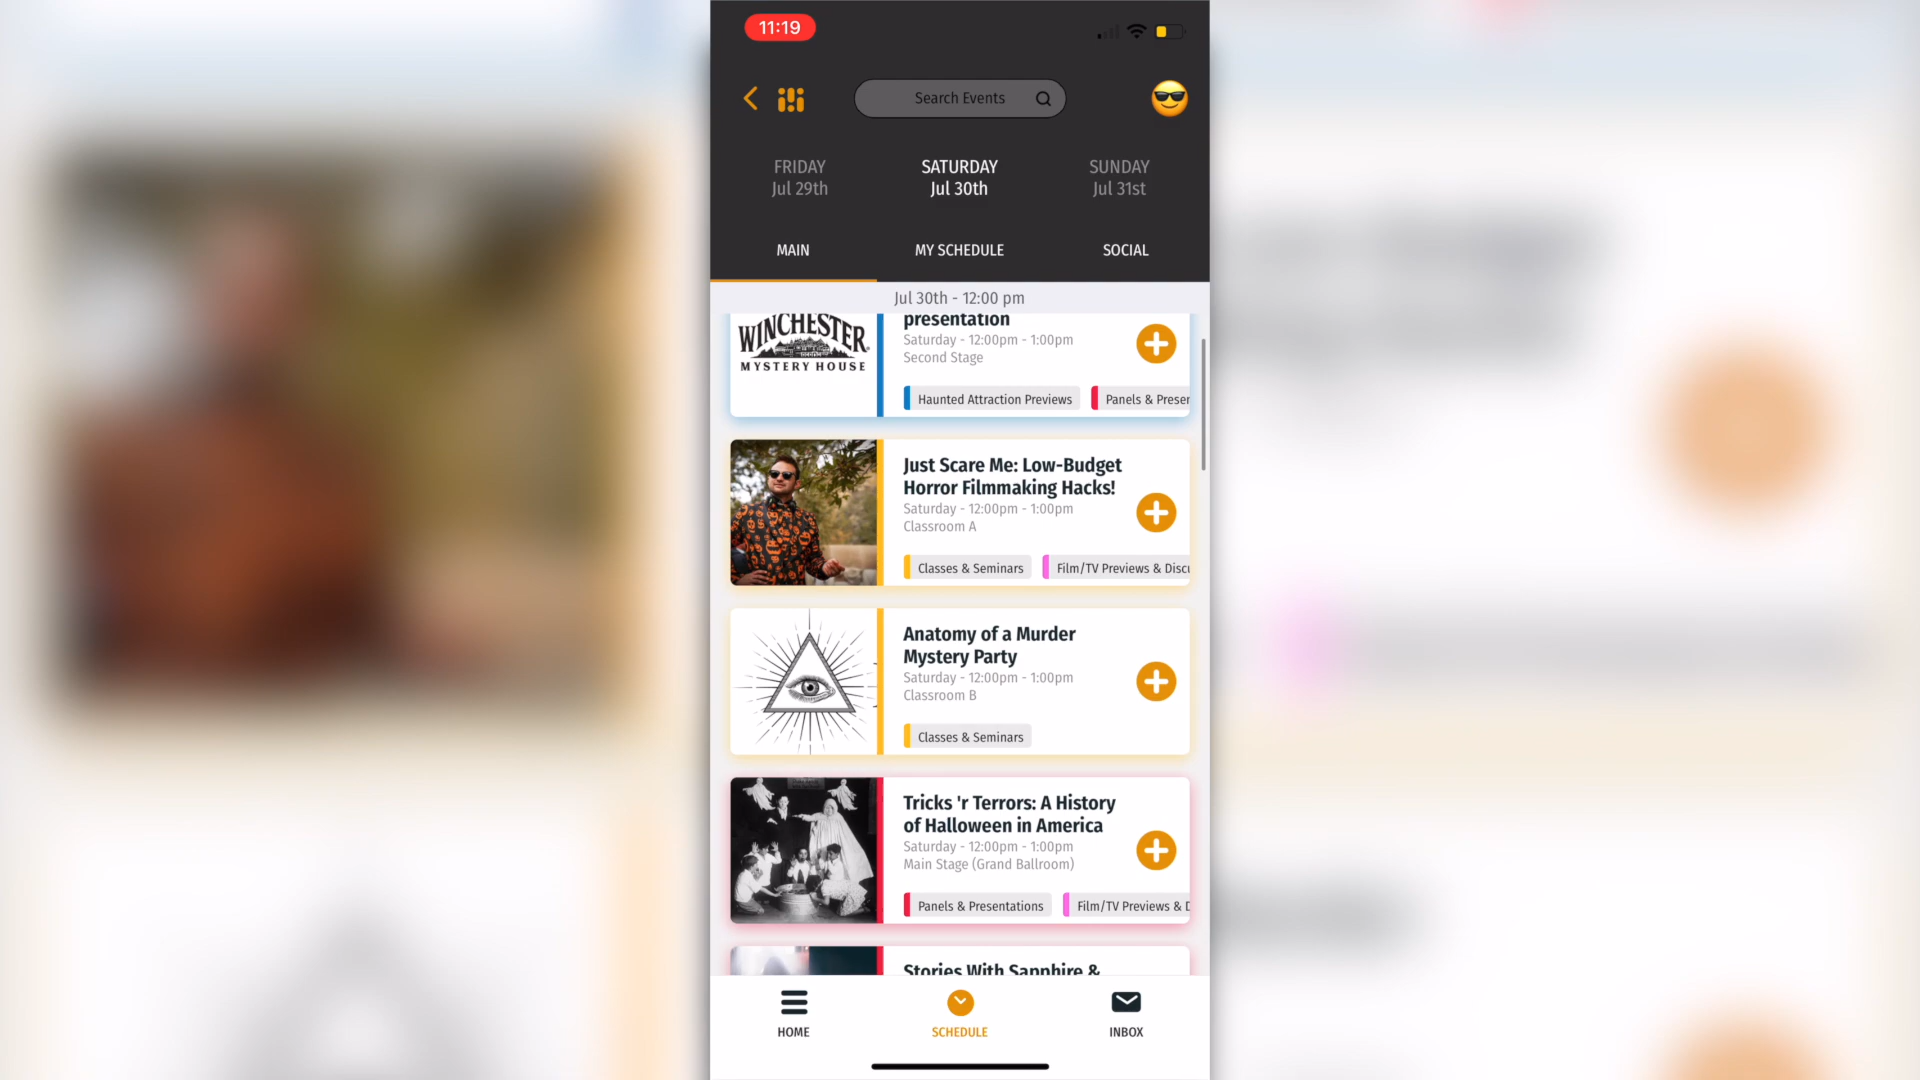 11:19
Search Events
FRIDAY
Jul 29th
SATURDAY
Jul 30th
SUNDAY
Jul 31st
MAIN
MY SCHEDULE
SOCIAL
Jul 30th - 12:00 pm
WINCHESTER
MYSTERY HOUSE
presentation
Saturday - 12:00pm - 1:00pm
Second Stage
Haunted Attraction Previews
Panels & Presen
Just Scare Me: Low-Budget
Horror Filmmaking Hacks!
Saturday - 12:00pm - 1:00pm
Classroom A
Classes & Seminars
Film/TV Previews & Discu
Anatomy of a Murder
Mystery Party
Saturday - 12:00pm - 1:00pm
Classroom B
Classes & Seminars
Tricks 'r Terrors: A History
of Halloween in America
Saturday - 12:00pm - 1:00pm
Main Stage (Grand Ballroom)
Panels & Presentations
Film/TV Previews & D
Stories With Sapphire &
HOME
SCHEDULE
INBOX